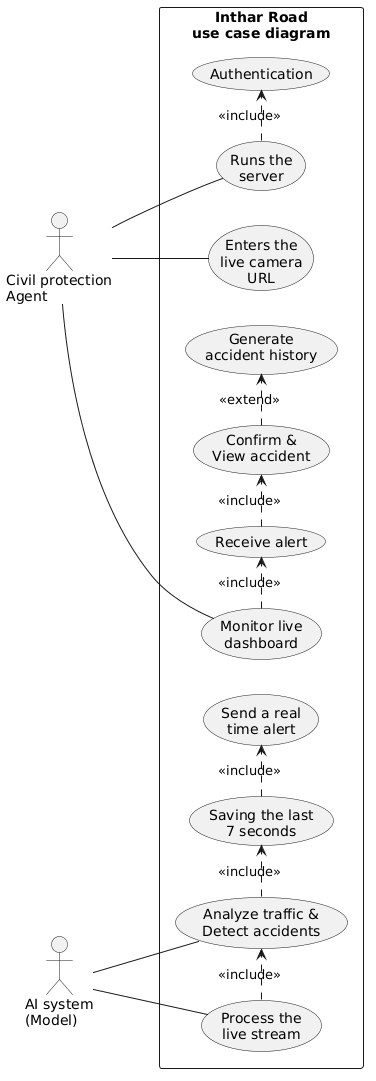 Inthar Road
use case diagram
Authentication
«include»
Runs the
server
Enters the
live camera
URL
Civil protection
Agent
Generate
accident history
«extend»
Confirm &
View accident
«include»
Receive alert
«include»
Monitor live
dashboard
Send a real
time alert
«include»
Saving the last
7 seconds
«include»
Analyze traffic &
Detect accidents
«include»
AI system
(Model)
Process the
live stream